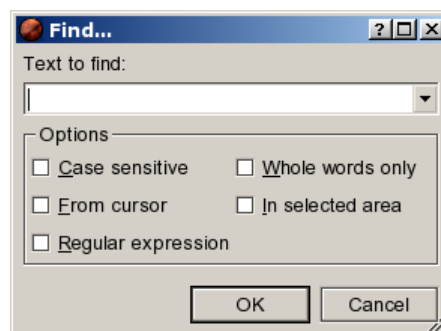 Find...
Text to find:
Options
Case sensitive
Whole words only
From cursor
In selected area
Regular expression
OK
Cancel